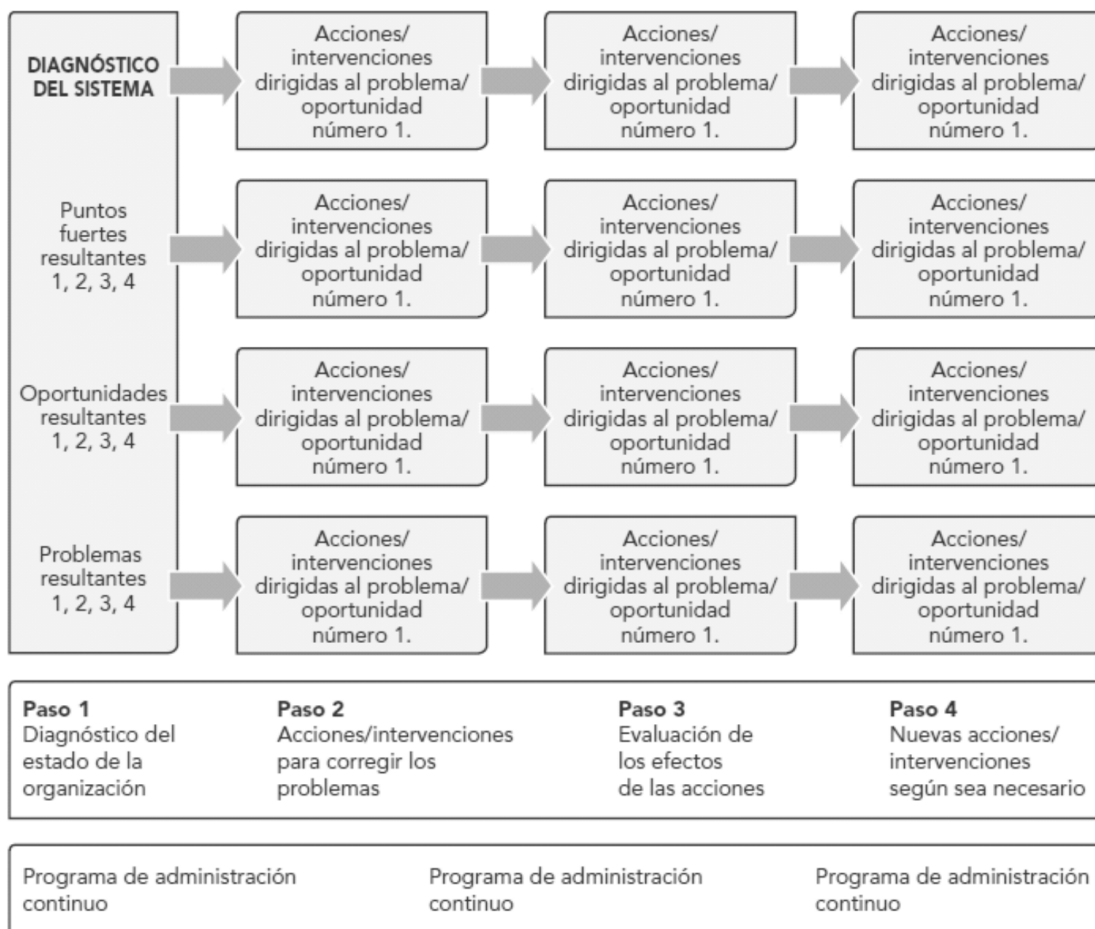 DIAGNÓSTICO
DEL SISTEMA
Acciones/
intervenciones
dirigidas al problema/
oportunidad
número 1.
Acciones/
intervenciones
dirigidas al problema/
oportunidad
número 1.
Acciones/
intervenciones
dirigidas al problema/
oportunidad
número 1.
Puntos
fuertes
resultantes
1, 2, 3, 4
Acciones/
intervenciones
dirigidas al problema/
oportunidad
número 1.
Acciones/
intervenciones
dirigidas al problema/
oportunidad
número 1.
Acciones/
intervenciones
dirigidas al problema/
oportunidad
número 1.
Oportunidades
resultantes
1, 2, 3, 4
Acciones/
intervenciones
dirigidas al problema/
oportunidad
número 1.
Acciones/
intervenciones
dirigidas al problema/
oportunidad
número 1.
Acciones/
intervenciones
dirigidas al problema/
oportunidad
número 1.
Problemas
resultantes
1, 2, 3, 4
Acciones/
intervenciones
dirigidas al problema/
oportunidad
número 1.
Acciones/
intervenciones
dirigidas al problema/
oportunidad
número 1.
Acciones/
intervenciones
dirigidas al problema/
oportunidad
número 1.
Paso 1
Diagnóstico del
estado de la
organización
Paso 2
Acciones/intervenciones
para corregir los
problemas
Paso 3
Evaluación de
los efectos
de las acciones
Paso 4
Nuevas acciones/
intervenciones
según sea necesario
Programa de administración
continuo
Programa de administración
continuo
Programa de administración
continuo